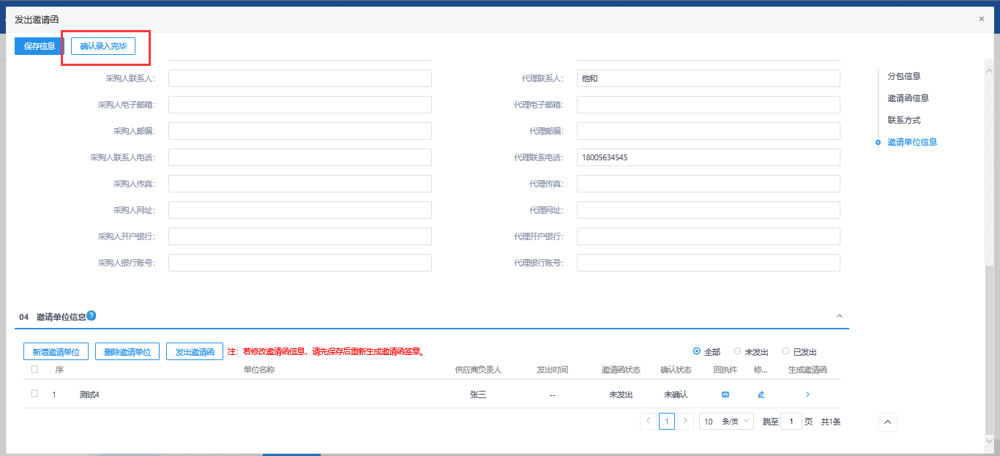 发出邀请函
保存信息 确认录入完毕
采购人联系人: 代理联系人: 他和
采购人电子邮箱: 代理电子邮箱:
采购人邮编: 代理邮编:
采购人联系人电话: 代理联系电话: 18005634545
采购人传真: 代理传真:
采购人网址: 代理网址:
采购人开户银行: 代理开户银行:
采购人银行账号: 代理银行账号:
分包信息
邀请函信息
联系方式
邀请单位信息
04 邀请单位信息 ?
新增邀请单位 删除邀请单位 发出邀请函 注：若修改邀请函信息，请先保存后重新生成邀请函签章。 全部 未发出 已发出
序 单位名称 供应商负责人 发出时间 邀请函状态 确认状态 回执件 修... 生成邀请函
1 测试4 张三 -- 未发出 未确认
1 10 条/页 跳至 1 页 共1条